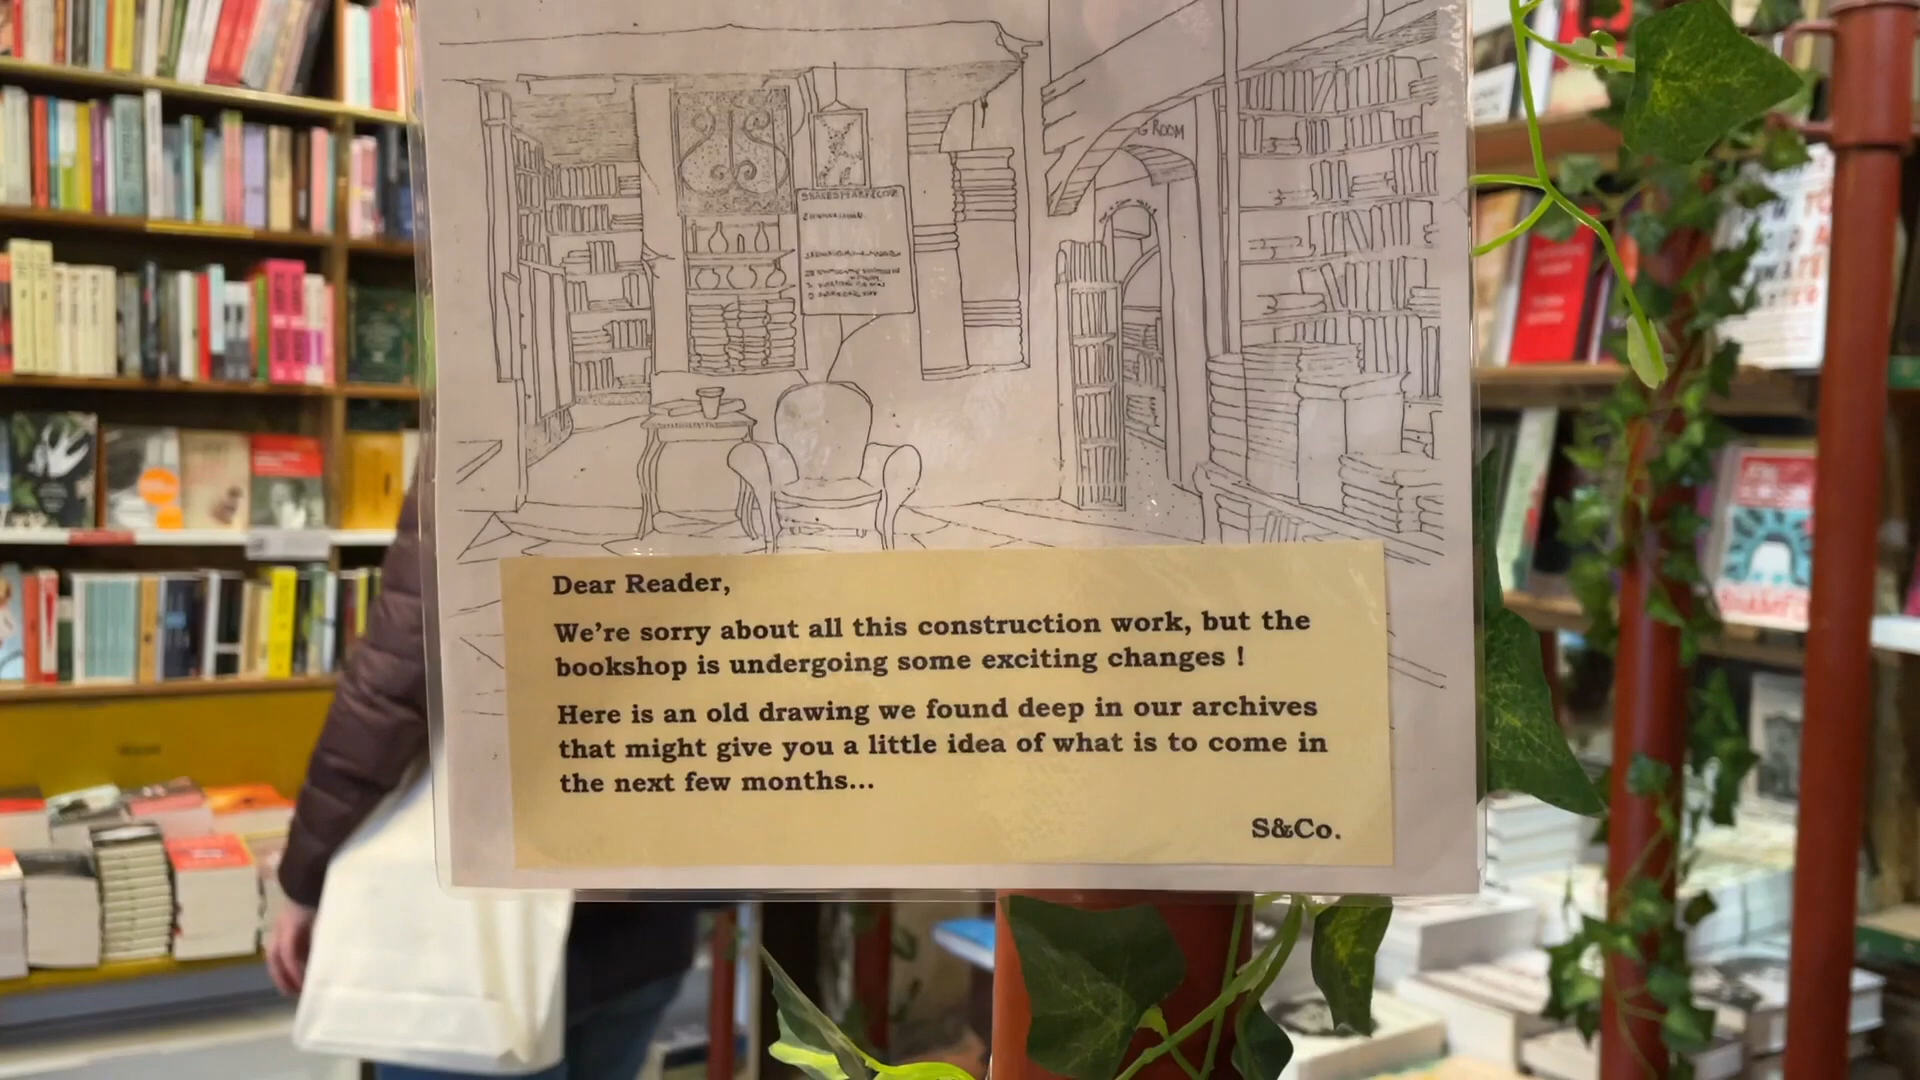 G ROOM
Dear Reader,
We're sorry about all this construction work, but the
bookshop is undergoing some exciting changes !
Here is an old drawing we found deep in our archives
that might give you a little idea of what is to come in
the next few months...
S&Co.